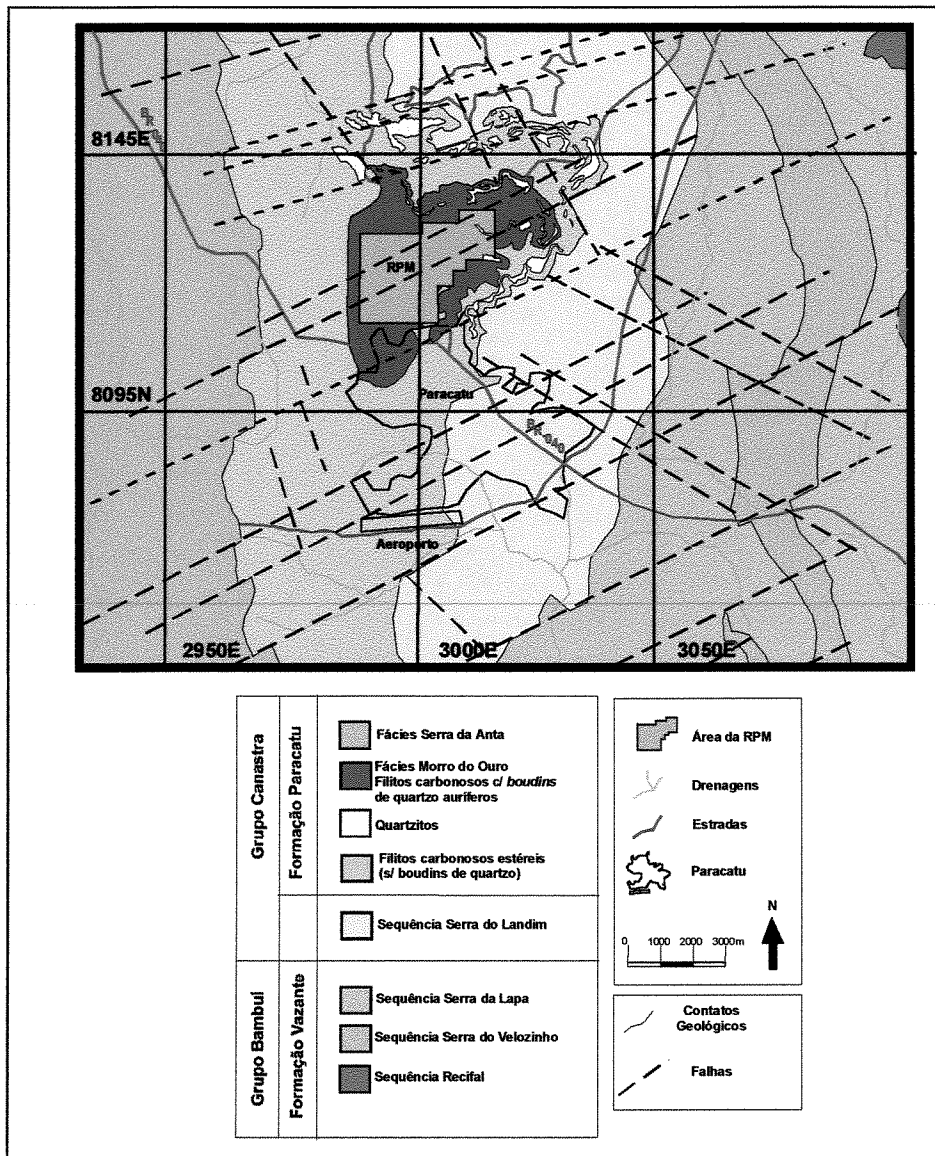 8145E
RPM
8095N
Paracatu
BR-040
Aeroporto
2950E
3000E
3050E
Grupo Canastra
Formação Paracatu
Fácies Serra da Anta
Fácies Morro do Ouro
Filitos carbonosos c/ boudins
de quartzo auríferos
Quartzitos
Filitos carbonosos estéreis
(s/ boudins de quartzo)
Sequência Serra do Landim
Grupo Bambuí
Formação Vazante
Sequência Serra da Lapa
Sequência Serra do Velozinho
Sequência Recifal
Área da RPM
Drenagens
Estradas
Paracatu
N
0 1000 2000 3000m
Contatos
Geológicos
Falhas